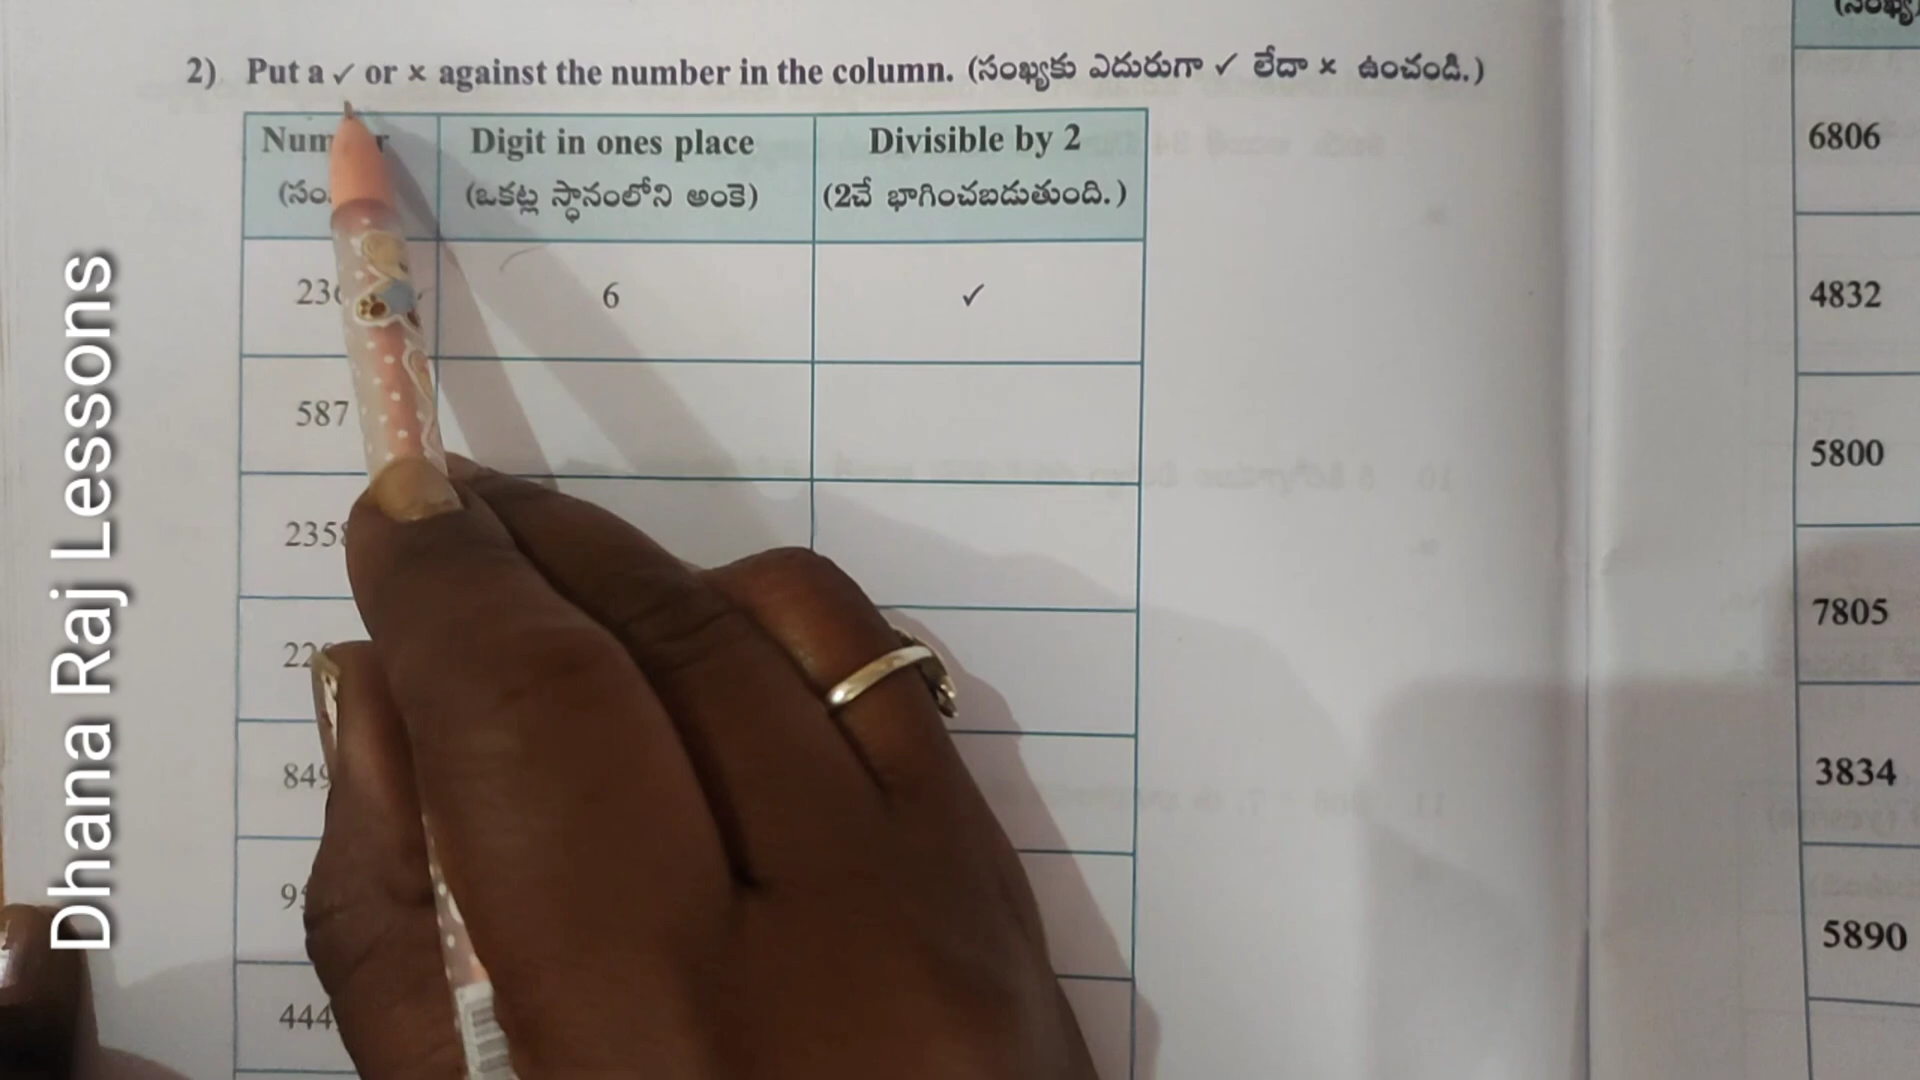 2) Put a ✓ or × against the number in the column. (సంఖ్యకు ఎదురుగా ✓ లేదా × ఉంచండి.)
Digit in ones place
Divisible by 2
(ఒకట్ల స్థానంలోని అంకె)
(2చే భాగించబడుతుంది.)
6
✓
587
6806
4832
5800
7805
3834
5890
Dhana Raj Lessons